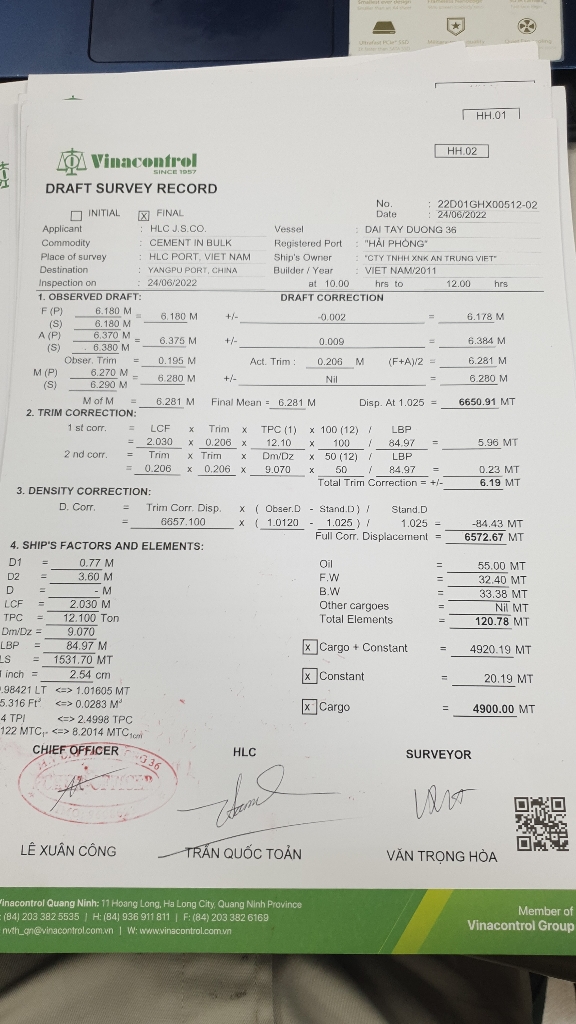 HH.01
HH.02
Vinacontrol
SINCE 1957
DRAFT SURVEY RECORD
No. : 22D01GHX00512-02
INITIAL X FINAL Date : 24/06/2022
Applicant : HLC J.S.CO. Vessel : DAI TAY DUONG 36
Commodity : CEMENT IN BULK Registered Port : "HẢI PHÒNG"
Place of survey : HLC PORT, VIET NAM Ship's Owner : "CTY TNHH XNK AN TRUNG VIET"
Destination : YANGPU PORT, CHINA Builder / Year : VIET NAM/2011
Inspection on : 24/06/2022 at 10.00 hrs to 12.00 hrs
1. OBSERVED DRAFT: DRAFT CORRECTION
F (P) 6.180 M = 6.180 M +/- -0.002 = 6.178 M
(S) 6.180 M
A (P) 6.370 M = 6.375 M +/- 0.009 = 6.384 M
(S) 6.380 M
Obser. Trim = 0.195 M Act. Trim : 0.206 M (F+A)/2 = 6.281 M
M (P) 6.270 M = 6.280 M +/- Nil = 6.280 M
(S) 6.290 M
M of M = 6.281 M Final Mean = 6.281 M Disp. At 1.025 = 6650.91 MT
2. TRIM CORRECTION:
1 st corr. = LCF x Trim x TPC (1) x 100 (12) / LBP
= 2.030 x 0.206 x 12.10 x 100 / 84.97 = 5.96 MT
2 nd corr. = Trim x Trim x Dm/Dz x 50 (12) / LBP
= 0.206 x 0.206 x 9.070 x 50 / 84.97 = 0.23 MT
Total Trim Correction = +/- 6.19 MT
3. DENSITY CORRECTION:
D. Corr. = Trim Corr. Disp. x ( Obser.D - Stand.D ) / Stand.D
= 6657.100 x ( 1.0120 - 1.025 ) / 1.025 = -84.43 MT
Full Corr. Displacement = 6572.67 MT
4. SHIP'S FACTORS AND ELEMENTS:
D1 = 0.77 M Oil = 55.00 MT
D2 = 3.60 M F.W = 32.40 MT
D = - M B.W = 33.38 MT
LCF = 2.030 M Other cargoes = Nil MT
TPC = 12.100 Ton Total Elements = 120.78 MT
Dm/Dz = 9.070
LBP = 84.97 M X Cargo + Constant = 4920.19 MT
LS = 1531.70 MT
inch = 2.54 cm X Constant = 20.19 MT
.98421 LT <=> 1.01605 MT
5.316 Ft³ <=> 0.0283 M³ X Cargo = 4900.00 MT
4 TPI <=> 2.4998 TPC
122 MTC1" <=> 8.2014 MTC1cm
CHIEF OFFICER HLC SURVEYOR
LÊ XUÂN CÔNG TRẦN QUỐC TOẢN VĂN TRỌNG HÒA
Vinacontrol Quang Ninh: 11 Hoang Long, Ha Long City, Quang Ninh Province
: (84) 203 382 5535 | H: (84) 936 911 811 | F: (84) 203 382 6169
nvth_qn@vinacontrol.com.vn | W: www.vinacontrol.com.vn
Member of
Vinacontrol Group